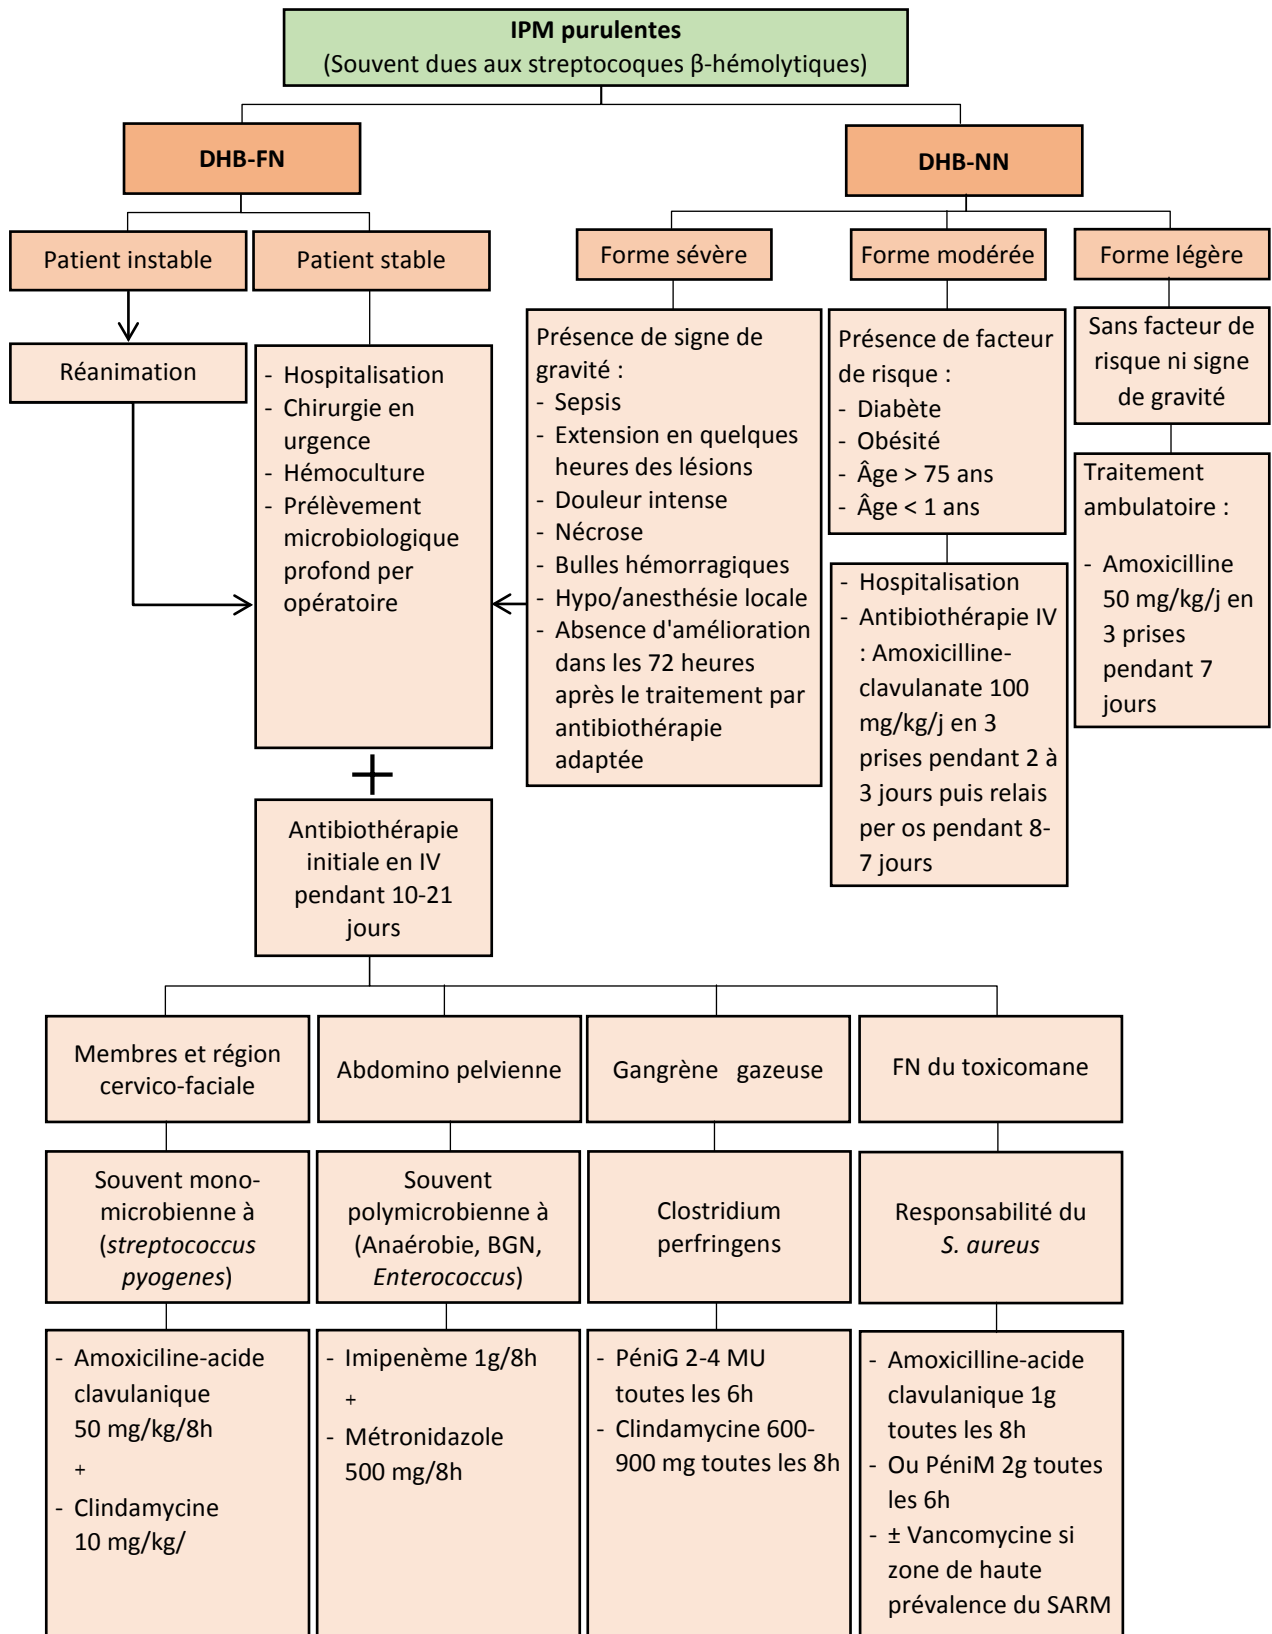 IPM purulentes
(Souvent dues aux streptocoques β-hémolytiques)
DHB-FN
DHB-NN
Patient instable
Patient stable
Forme sévère
Forme modérée
Forme légère
Réanimation
- Hospitalisation
- Chirurgie en
urgence
- Hémoculture
- Prélèvement
microbiologique
profond per
opératoire
Présence de signe de
gravité :
- Sepsis
- Extension en quelques
heures des lésions
- Douleur intense
- Nécrose
- Bulles hémorragiques
- Hypo/anesthésie locale
- Absence d'amélioration
dans les 72 heures
après le traitement par
antibiothérapie
adaptée
Présence de facteur
de risque :
- Diabète
- Obésité
- Âge > 75 ans
- Âge < 1 ans
- Hospitalisation
- Antibiothérapie IV
: Amoxicilline-
clavulanate 100
mg/kg/j en 3
prises pendant 2 à
3 jours puis relais
per os pendant 8-
7 jours
Sans facteur de
risque ni signe
de gravité
Traitement
ambulatoire :
- Amoxicilline
50 mg/kg/j en
3 prises
pendant 7
jours
+
Antibiothérapie
initiale en IV
pendant 10-21
jours
Membres et région
cervico-faciale
Abdomino pelvienne
Gangrène gazeuse
FN du toxicomane
Souvent mono-
microbienne à
(streptococcus
pyogenes)
Souvent
polymicrobienne à
(Anaérobie, BGN,
Enterococcus)
Clostridium
perfringens
Responsabilité du
S. aureus
- Amoxiciline-acide
clavulanique
50 mg/kg/8h
+
- Clindamycine
10 mg/kg/
- Imipenème 1g/8h
+
- Métronidazole
500 mg/8h
- PéniG 2-4 MU
toutes les 6h
- Clindamycine 600-
900 mg toutes les 8h
- Amoxicilline-acide
clavulanique 1g
toutes les 8h
- Ou PéniM 2g toutes
les 6h
- ± Vancomycine si
zone de haute
prévalence du SARM